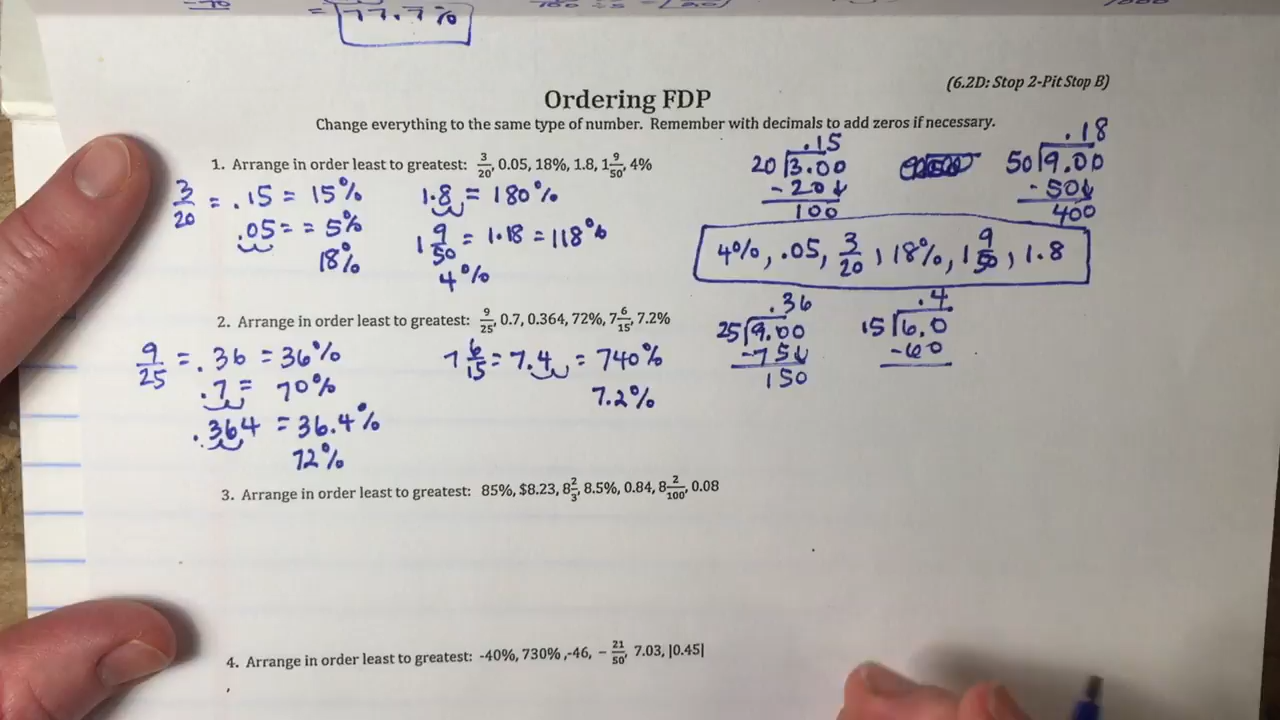 = 77.7%
(6.2D: Stop 2-Pit Stop B)
Ordering FDP
Change everything to the same type of number. Remember with decimals to add zeros if necessary.
1. Arrange in order least to greatest: 3/20, 0.05, 18%, 1.8, 1 9/50, 4%
3/20 = .15 = 15%
.05 = = 5%
18%
1.8 = 180%
1 9/50 = 1.18 = 118%
4%
.15
20 3.00
-20
100
.18
50 9.00
-50
400
4%, .05, 3/20, 18%, 1 9/50, 1.8
2. Arrange in order least to greatest: 9/25, 0.7, 0.364, 72%, 7 6/15, 7.2%
9/25 = .36 = 36%
.7 = 70%
.364 = 36.4%
72%
7 6/15 = 7.4 = 740%
7.2%
.36
25 9.00
-75
150
.4
15 6.0
-60
3. Arrange in order least to greatest: 85%, $8.23, 8 2/3, 8.5%, 0.84, 8 2/100, 0.08
4. Arrange in order least to greatest: -40%, 730% ,-46, - 21/50, 7.03, |0.45|